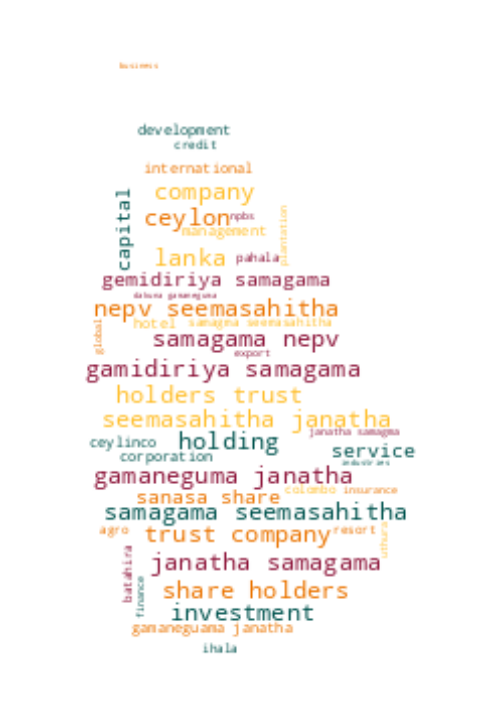 business
development
credit
international
company
capital
ceylon
npbs
plantation
management
lanka
pahala
gemidiriya samagama
dakuna gamaneguma
nepv seemasahitha
hotel
samagma seemasahitha
global
samagama nepv
export
gamidiriya samagama
holders trust
seemasahitha janatha
janatha samagma
ceylinco
holding
service
corporation
industries
gamaneguma janatha
sanasa share
colombo
insurance
samagama seemasahitha
agro
trust company
resort
uthura
batahira
janatha samagama
finance
share holders
investment
gamaneguama janatha
ihala